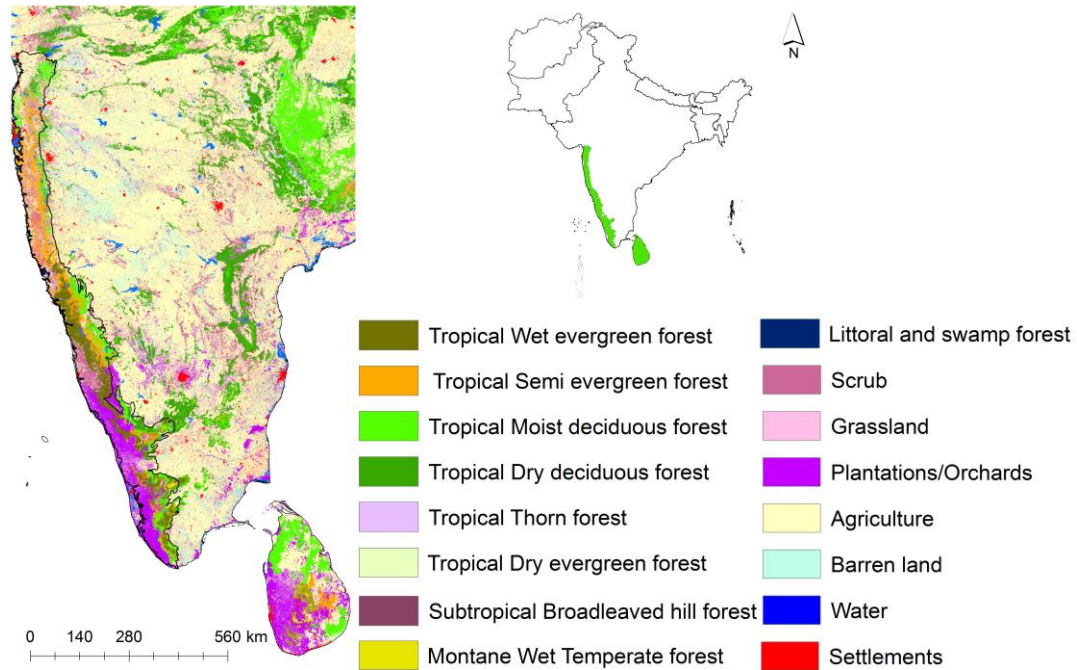 N
Tropical Wet evergreen forest
Tropical Semi evergreen forest
Tropical Moist deciduous forest
Tropical Dry deciduous forest
Tropical Thorn forest
Tropical Dry evergreen forest
Subtropical Broadleaved hill forest
Montane Wet Temperate forest
Littoral and swamp forest
Scrub
Grassland
Plantations/Orchards
Agriculture
Barren land
Water
Settlements
0 140 280 560 km